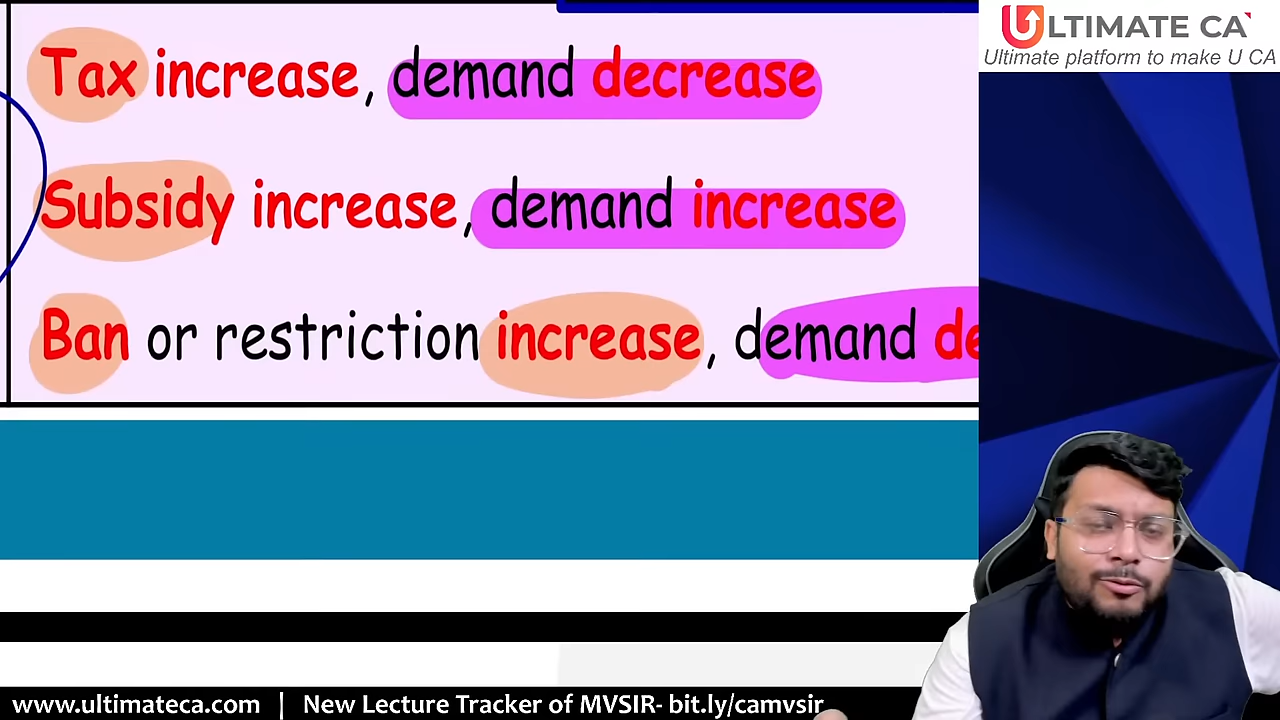 Tax increase, demand decrease
Subsidy increase, demand increase
Ban or restriction increase, demand de
ULTIMATE CA
Ultimate platform to make U CA
www.ultimateca.com | New Lecture Tracker of MVSIR- bit.ly/camvsir